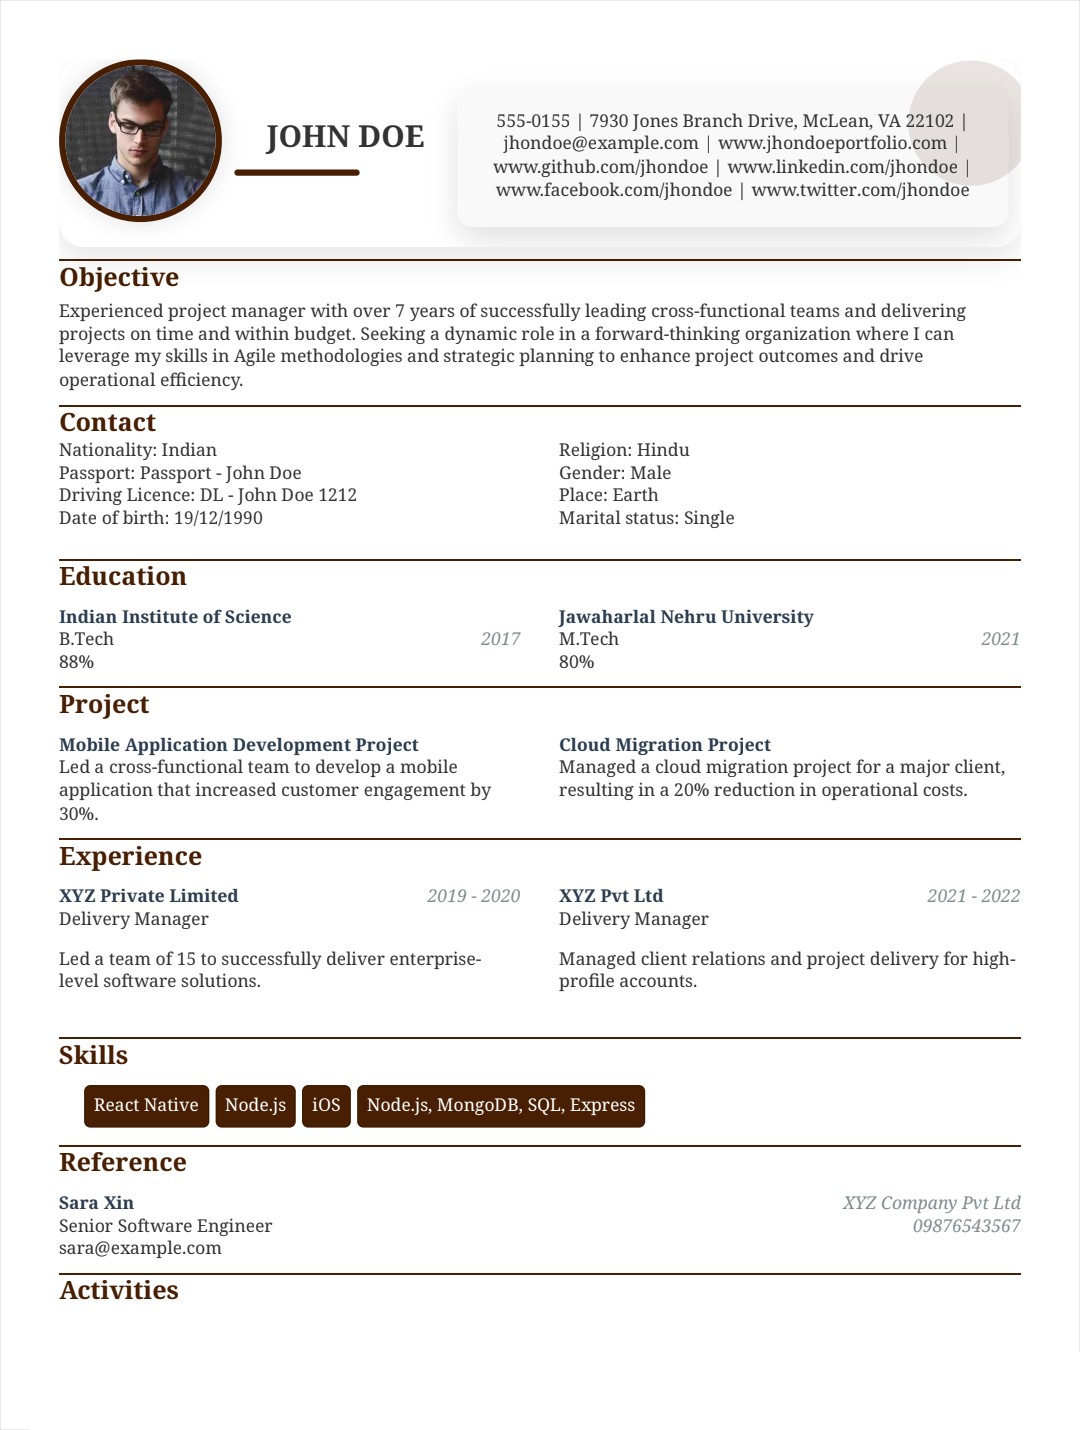 JOHN DOE
555-0155 | 7930 Jones Branch Drive, McLean, VA 22102 |
jhondoe@example.com | www.jhondoeportfolio.com |
www.github.com/jhondoe | www.linkedin.com/jhondoe |
www.facebook.com/jhondoe | www.twitter.com/jhondoe
Objective
Experienced project manager with over 7 years of successfully leading cross-functional teams and delivering
projects on time and within budget. Seeking a dynamic role in a forward-thinking organization where I can
leverage my skills in Agile methodologies and strategic planning to enhance project outcomes and drive
operational efficiency.
Contact
Nationality: Indian
Passport: Passport - John Doe
Driving Licence: DL - John Doe 1212
Date of birth: 19/12/1990
Religion: Hindu
Gender: Male
Place: Earth
Marital status: Single
Education
Indian Institute of Science
B.Tech 2017
88%
Jawaharlal Nehru University
M.Tech 2021
80%
Project
Mobile Application Development Project
Led a cross-functional team to develop a mobile
application that increased customer engagement by
30%.
Cloud Migration Project
Managed a cloud migration project for a major client,
resulting in a 20% reduction in operational costs.
Experience
XYZ Private Limited 2019 - 2020
Delivery Manager
Led a team of 15 to successfully deliver enterprise-
level software solutions.
XYZ Pvt Ltd 2021 - 2022
Delivery Manager
Managed client relations and project delivery for high-
profile accounts.
Skills
React Native Node.js iOS Node.js, MongoDB, SQL, Express
Reference
Sara Xin XYZ Company Pvt Ltd
Senior Software Engineer 09876543567
sara@example.com
Activities